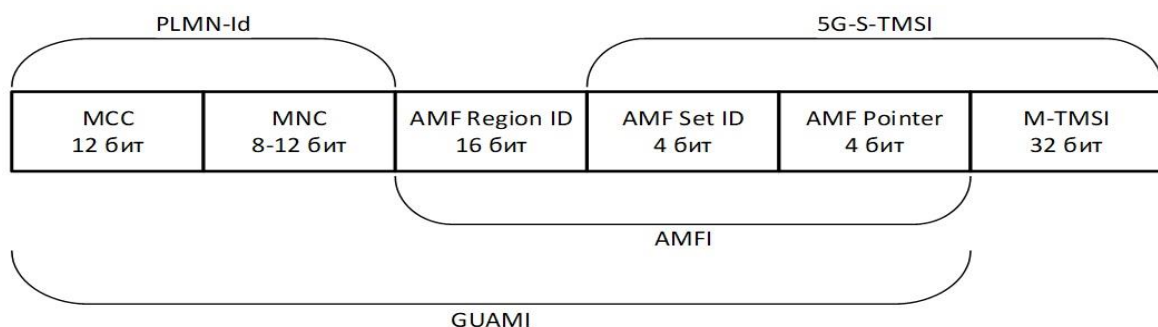 PLMN-Id
5G-S-TMSI
MCC
12 бит
MNC
8-12 бит
AMF Region ID
16 бит
AMF Set ID
4 бит
AMF Pointer
4 бит
M-TMSI
32 бит
AMFI
GUAMI